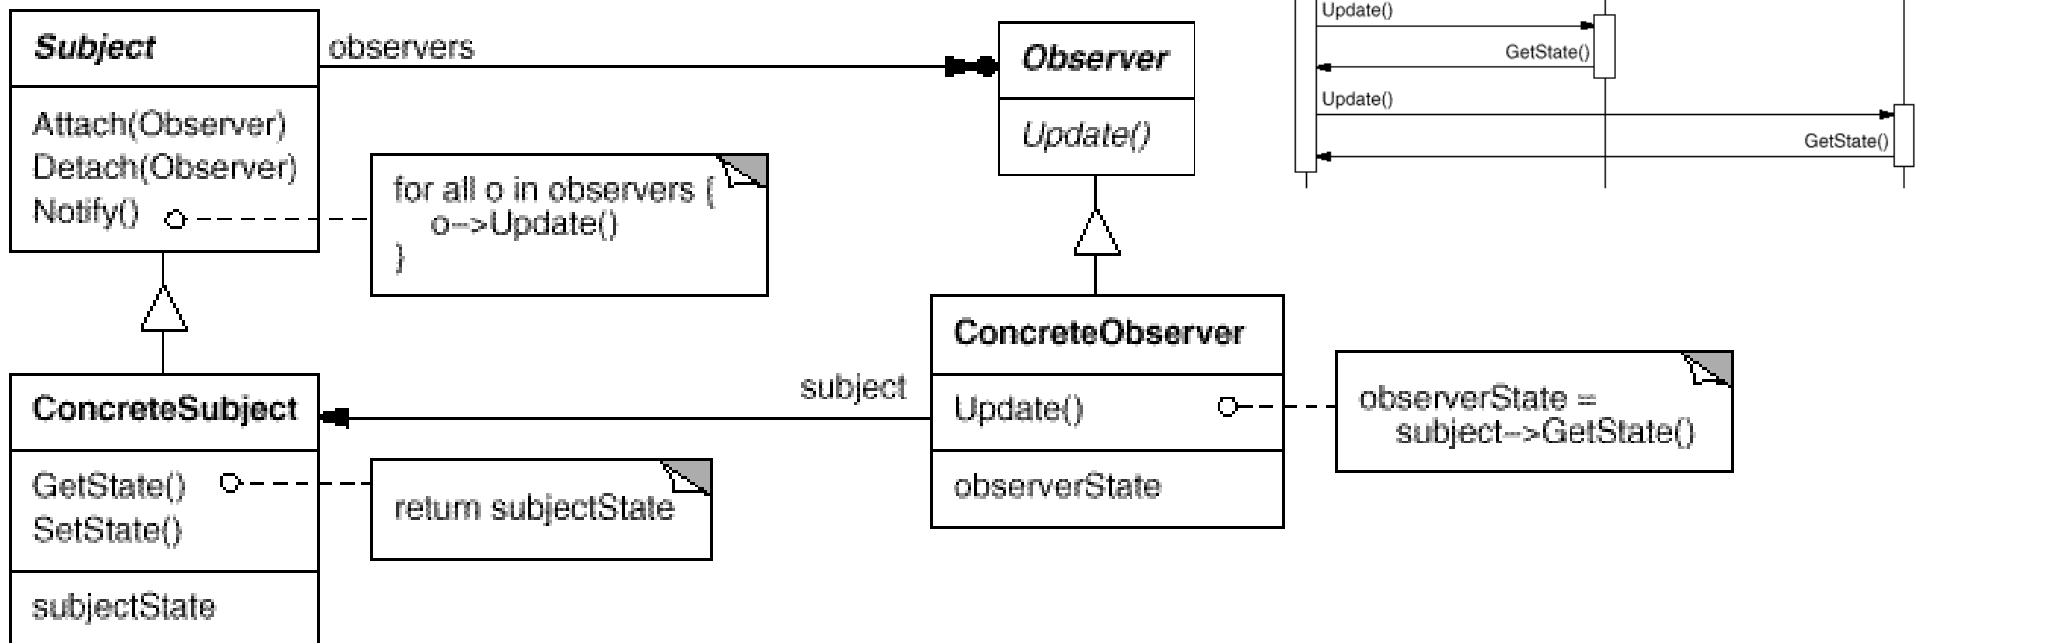 Subject
observers
Attach(Observer)
Detach(Observer)
Notify()
for all o in observers {
o->Update()
}
Observer
Update()
Update()
GetState()
Update()
GetState()
ConcreteSubject
GetState()
SetState()
subjectState
return subjectState
subject
ConcreteObserver
Update()
observerState
observerState =
subject->GetState()